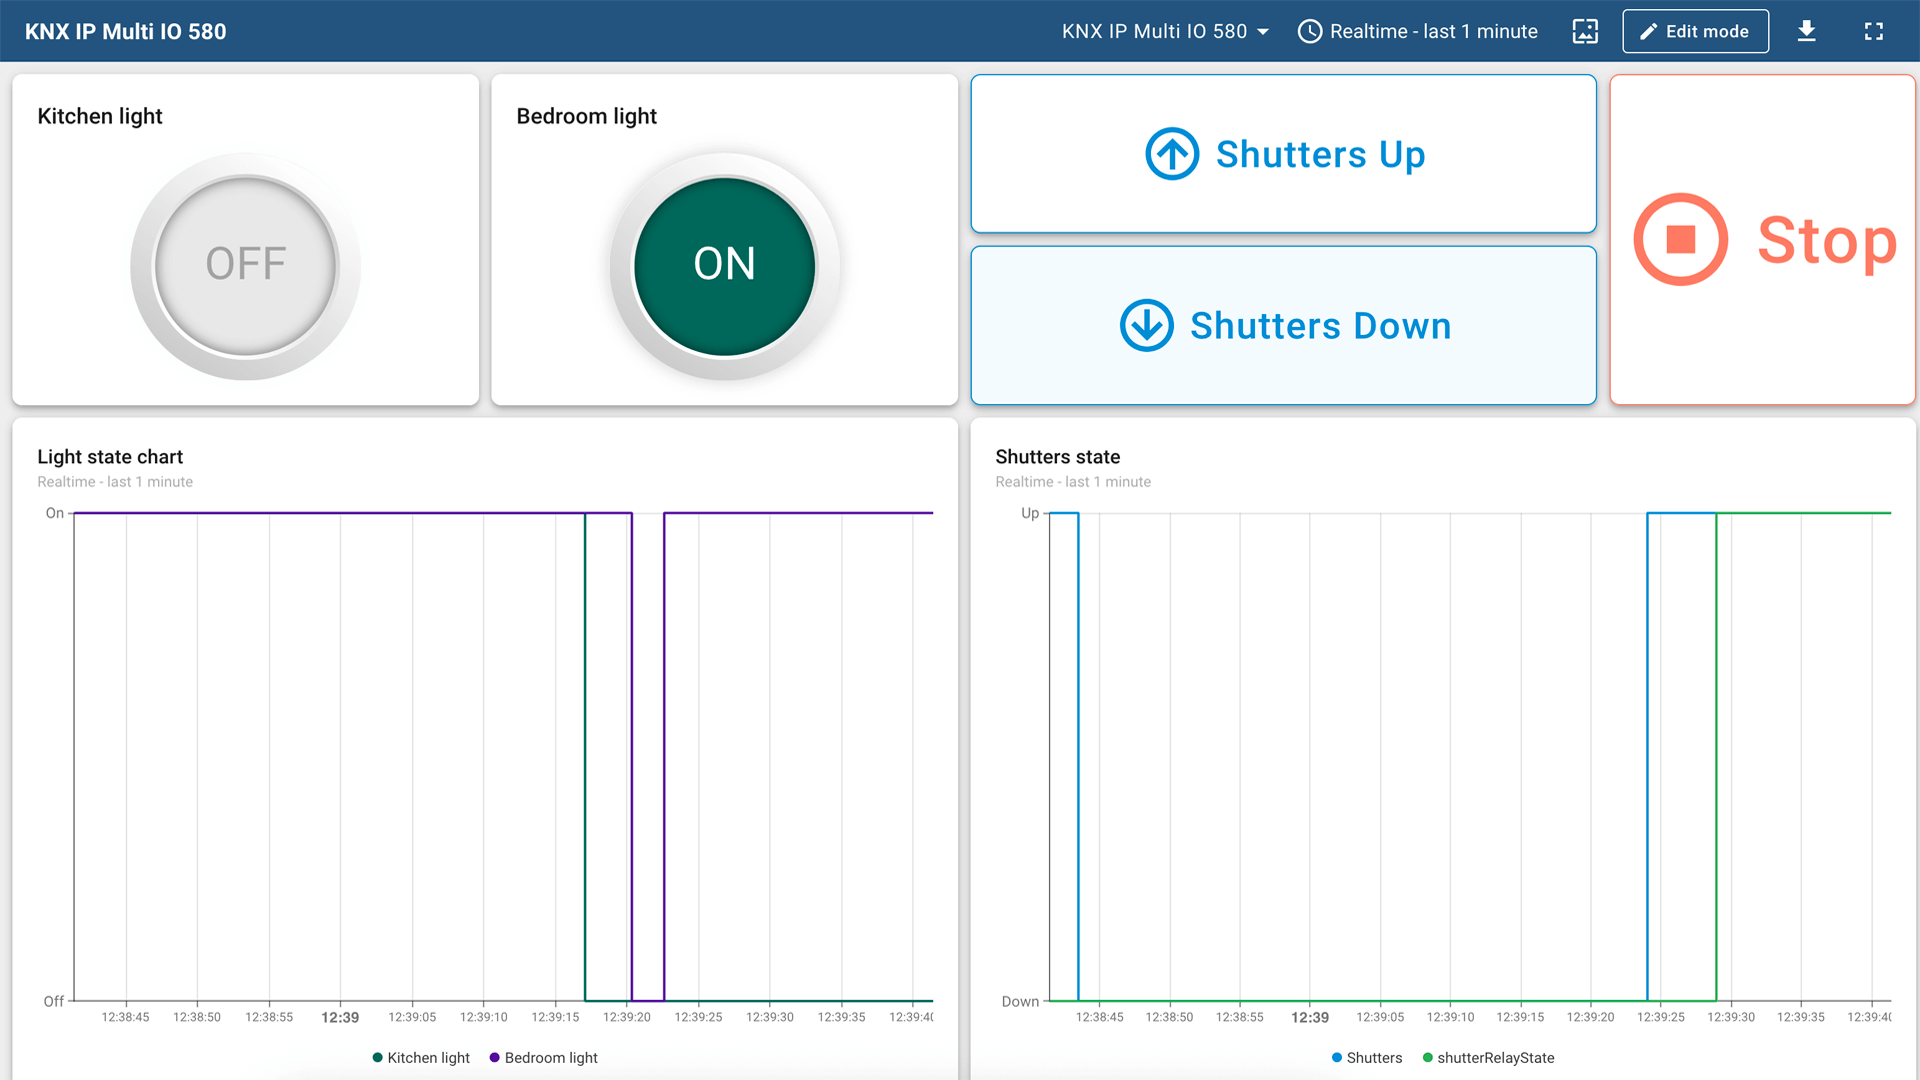 KNX IP Multi IO 580
KNX IP Multi IO 580
Realtime - last 1 minute
Edit mode
Kitchen light
OFF
Bedroom light
ON
Shutters Up
Shutters Down
Stop
Light state chart
Realtime - last 1 minute
On
Off
12:38:45 12:38:50 12:38:55 12:39 12:39:05 12:39:10 12:39:15 12:39:20 12:39:25 12:39:30 12:39:35 12:39:40
Kitchen light Bedroom light
Shutters state
Realtime - last 1 minute
Up
Down
12:38:45 12:38:50 12:38:55 12:39 12:39:05 12:39:10 12:39:15 12:39:20 12:39:25 12:39:30 12:39:35 12:39:40
Shutters shutterRelayState